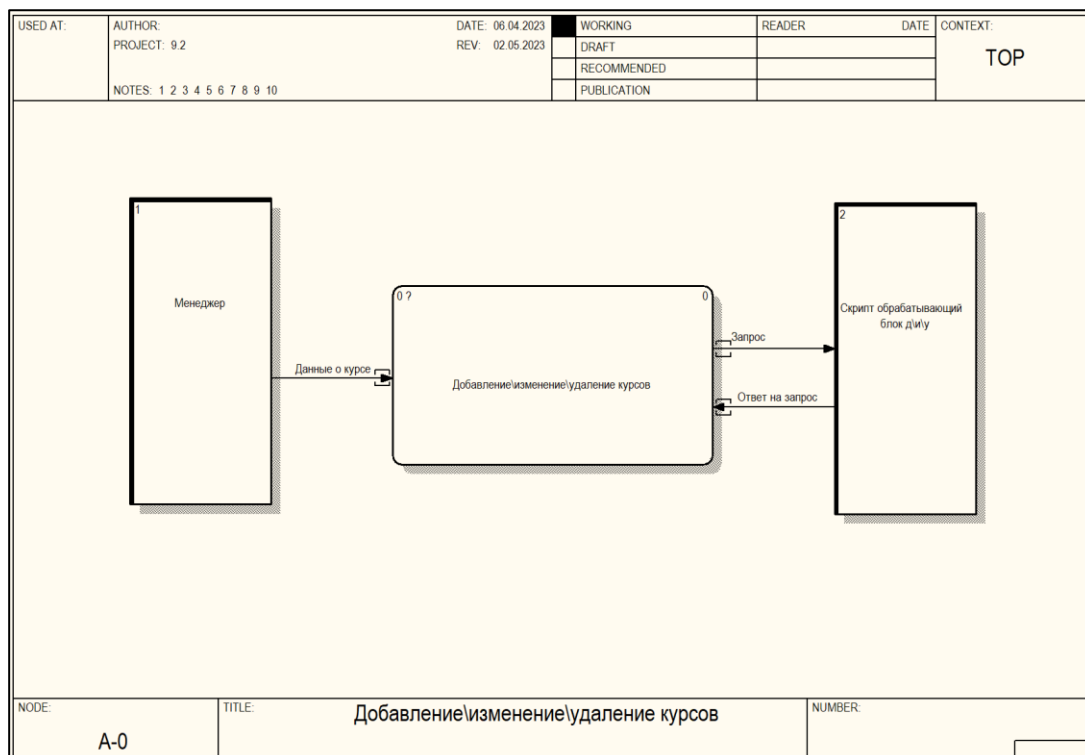 USED AT:
AUTHOR:
DATE: 06.04.2023
WORKING
READER
DATE
CONTEXT:
PROJECT: 9.2
REV: 02.05.2023
DRAFT
TOP
RECOMMENDED
NOTES: 1 2 3 4 5 6 7 8 9 10
PUBLICATION
1
Менеджер
Данные о курсе
0 ?
0
Добавление\изменение\удаление курсов
Запрос
Ответ на запрос
2
Скрипт обрабатывающий
блок д\и\у
NODE:
A-0
TITLE:
Добавление\изменение\удаление курсов
NUMBER: